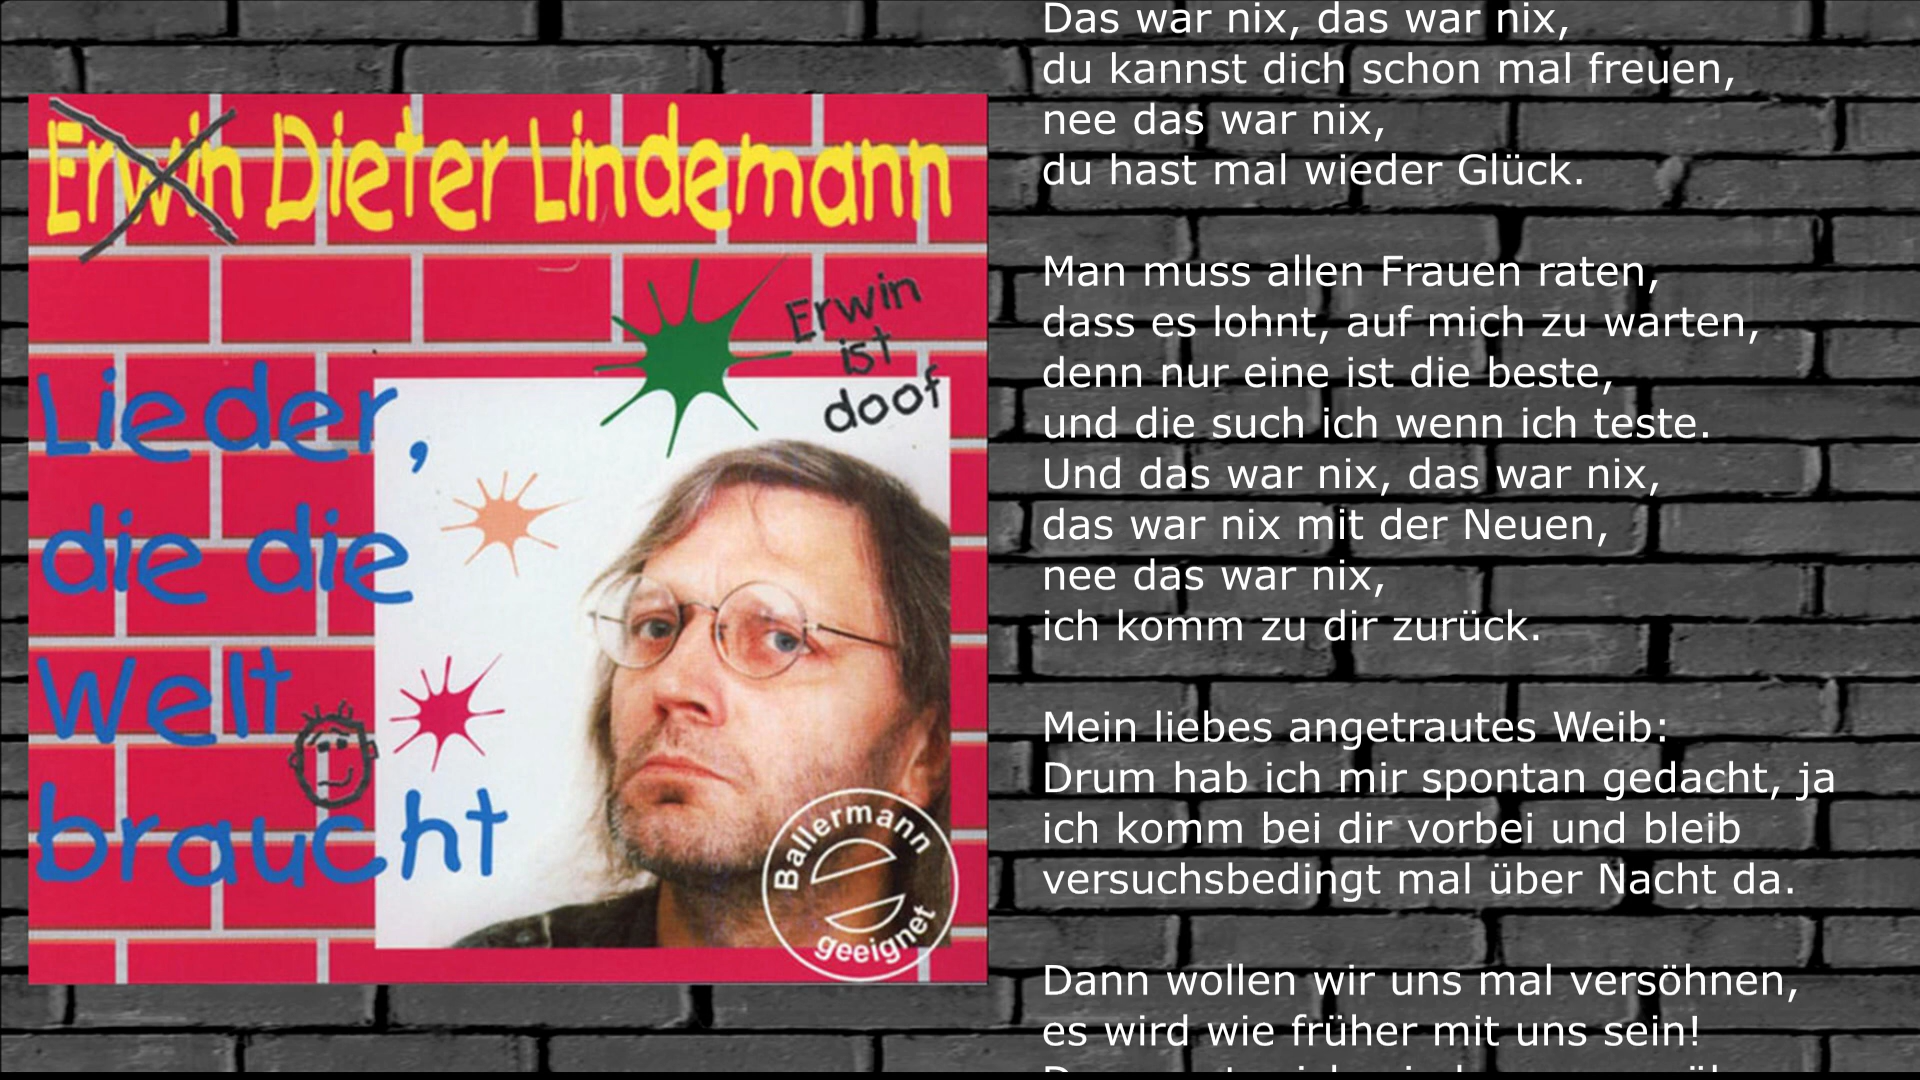 Erwin Dieter Lindemann
Erwin
ist
doof
Lieder,
die die
Welt
braucht
Ballermann
geeignet
Das war nix, das war nix,
du kannst dich schon mal freuen,
nee das war nix,
du hast mal wieder Glück.
Man muss allen Frauen raten,
dass es lohnt, auf mich zu warten,
denn nur eine ist die beste,
und die such ich wenn ich teste.
Und das war nix, das war nix,
das war nix mit der Neuen,
nee das war nix,
ich komm zu dir zurück.
Mein liebes angetrautes Weib:
Drum hab ich mir spontan gedacht, ja
ich komm bei dir vorbei und bleib
versuchsbedingt mal über Nacht da.
Dann wollen wir uns mal versöhnen,
es wird wie früher mit uns sein!